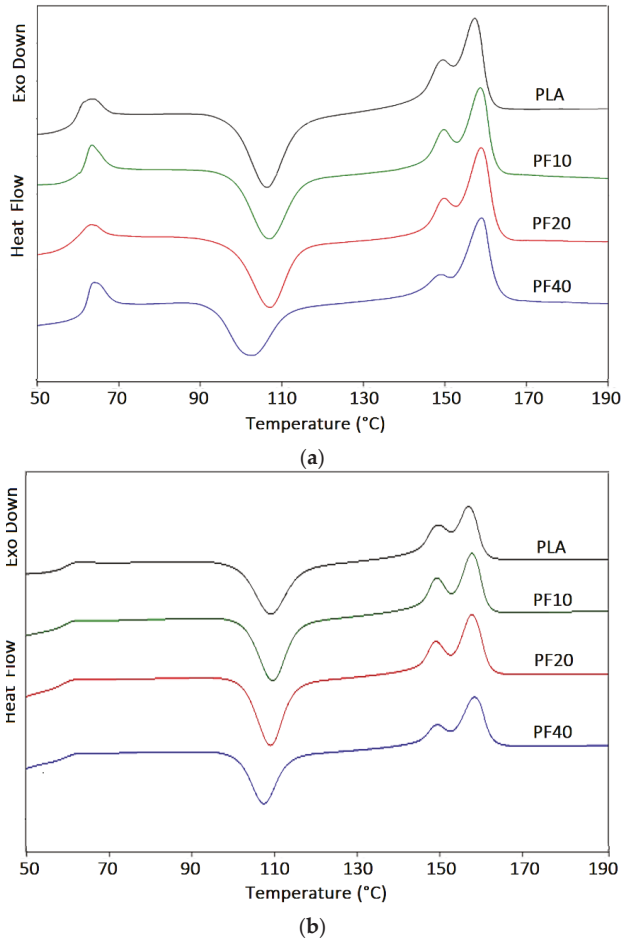 Exo Down
Heat Flow
PLA
PF10
PF20
PF40
50 70 90 110 130 150 170 190
Temperature (°C)
(a)
Exo Down
Heat Flow
PLA
PF10
PF20
PF40
50 70 90 110 130 150 170 190
Temperature (°C)
(b)